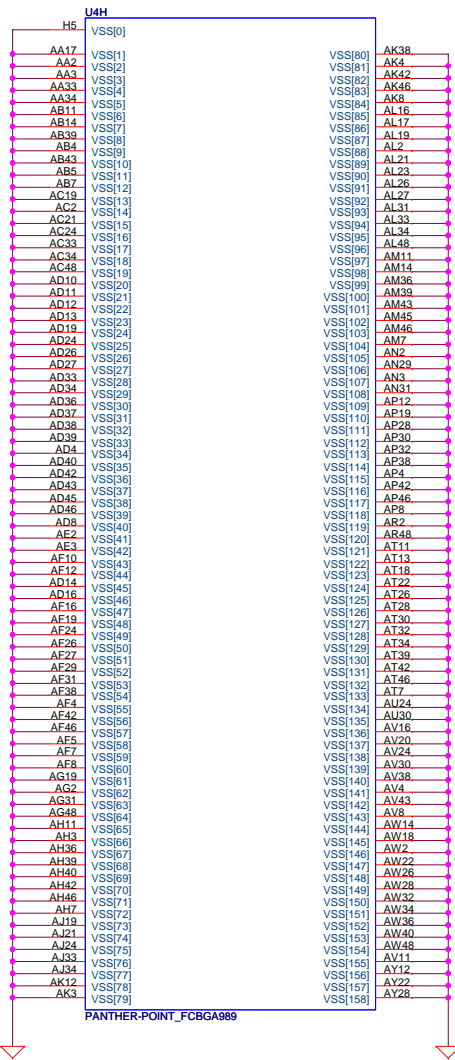 U4H
H5 VSS[0]
AA17 VSS[1] VSS[80] AK38
AA2 VSS[2] VSS[81] AK4
AA3 VSS[3] VSS[82] AK42
AA33 VSS[4] VSS[83] AK46
AA34 VSS[5] VSS[84] AK8
AB11 VSS[6] VSS[85] AL16
AB14 VSS[7] VSS[86] AL17
AB39 VSS[8] VSS[87] AL19
AB4 VSS[9] VSS[88] AL2
AB43 VSS[10] VSS[89] AL21
AB5 VSS[11] VSS[90] AL23
AB7 VSS[12] VSS[91] AL26
AC19 VSS[13] VSS[92] AL27
AC2 VSS[14] VSS[93] AL31
AC21 VSS[15] VSS[94] AL33
AC24 VSS[16] VSS[95] AL34
AC33 VSS[17] VSS[96] AL48
AC34 VSS[18] VSS[97] AM11
AC48 VSS[19] VSS[98] AM14
AD10 VSS[20] VSS[99] AM36
AD11 VSS[21] VSS[100] AM39
AD12 VSS[22] VSS[101] AM43
AD13 VSS[23] VSS[102] AM45
AD19 VSS[24] VSS[103] AM46
AD24 VSS[25] VSS[104] AM7
AD26 VSS[26] VSS[105] AN2
AD27 VSS[27] VSS[106] AN29
AD33 VSS[28] VSS[107] AN3
AD34 VSS[29] VSS[108] AN31
AD36 VSS[30] VSS[109] AP12
AD37 VSS[31] VSS[110] AP19
AD38 VSS[32] VSS[111] AP28
AD39 VSS[33] VSS[112] AP30
AD4 VSS[34] VSS[113] AP32
AD40 VSS[35] VSS[114] AP38
AD42 VSS[36] VSS[115] AP4
AD43 VSS[37] VSS[116] AP42
AD45 VSS[38] VSS[117] AP46
AD46 VSS[39] VSS[118] AP8
AD8 VSS[40] VSS[119] AR2
AE2 VSS[41] VSS[120] AR48
AE3 VSS[42] VSS[121] AT11
AF10 VSS[43] VSS[122] AT13
AF12 VSS[44] VSS[123] AT18
AD14 VSS[45] VSS[124] AT22
AD16 VSS[46] VSS[125] AT26
AF16 VSS[47] VSS[126] AT28
AF19 VSS[48] VSS[127] AT30
AF24 VSS[49] VSS[128] AT32
AF26 VSS[50] VSS[129] AT34
AF27 VSS[51] VSS[130] AT39
AF29 VSS[52] VSS[131] AT42
AF31 VSS[53] VSS[132] AT46
AF38 VSS[54] VSS[133] AT7
AF4 VSS[55] VSS[134] AU24
AF42 VSS[56] VSS[135] AU30
AF46 VSS[57] VSS[136] AV16
AF5 VSS[58] VSS[137] AV20
AF7 VSS[59] VSS[138] AV24
AF8 VSS[60] VSS[139] AV30
AG19 VSS[61] VSS[140] AV38
AG2 VSS[62] VSS[141] AV4
AG31 VSS[63] VSS[142] AV43
AG48 VSS[64] VSS[143] AV8
AH11 VSS[65] VSS[144] AW14
AH3 VSS[66] VSS[145] AW18
AH36 VSS[67] VSS[146] AW2
AH39 VSS[68] VSS[147] AW22
AH40 VSS[69] VSS[148] AW26
AH42 VSS[70] VSS[149] AW28
AH46 VSS[71] VSS[150] AW32
AH7 VSS[72] VSS[151] AW34
AJ19 VSS[73] VSS[152] AW36
AJ21 VSS[74] VSS[153] AW40
AJ24 VSS[75] VSS[154] AW48
AJ33 VSS[76] VSS[155] AV11
AJ34 VSS[77] VSS[156] AY12
AK12 VSS[78] VSS[157] AY22
AK3 VSS[79] VSS[158] AY28
PANTHER-POINT_FCBGA989